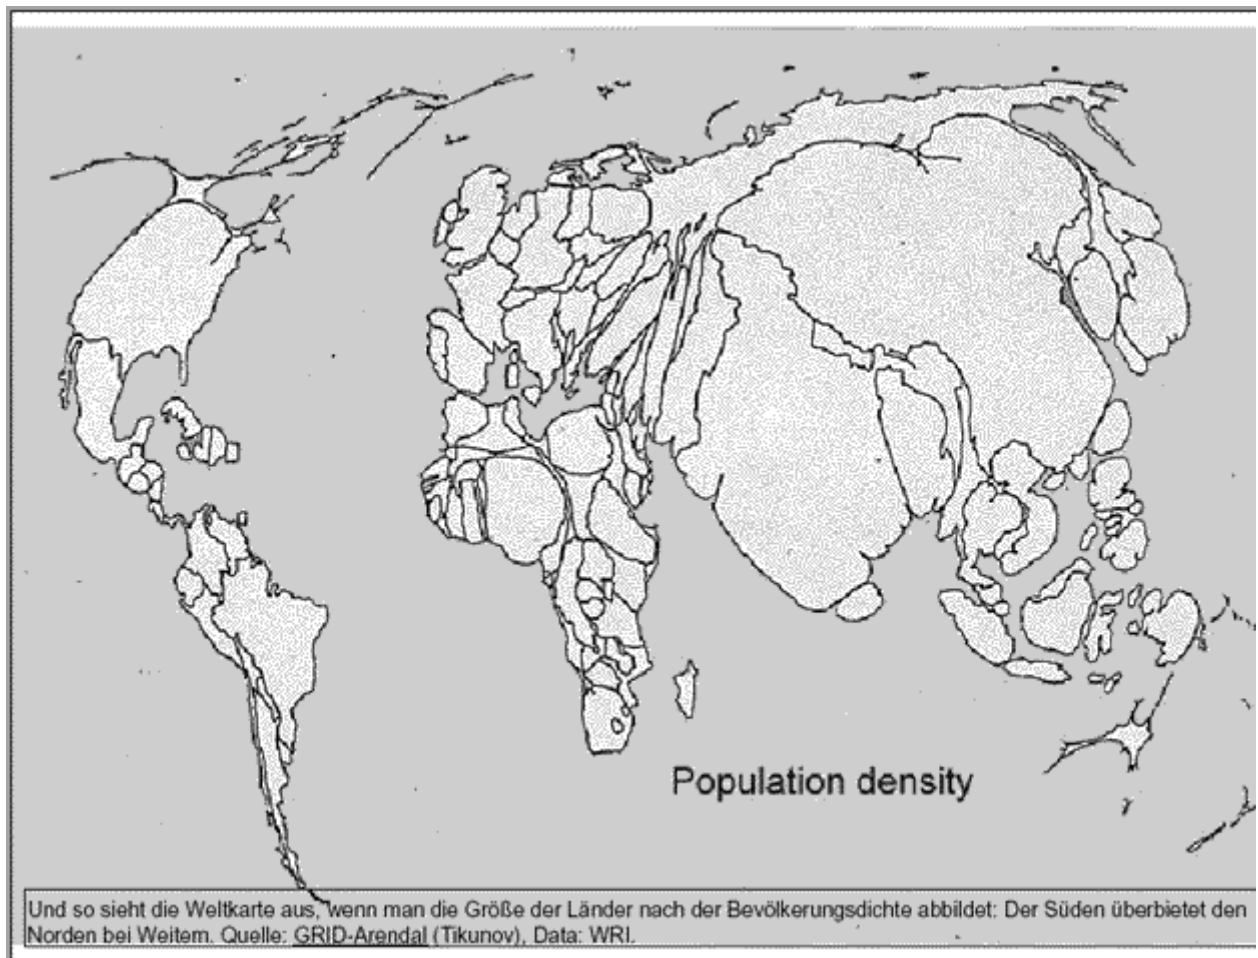 Population density
Und so sieht die Weltkarte aus, wenn man die Größe der Länder nach der Bevölkerungsdichte abbildet: Der Süden überbietet den
Norden bei Weitem. Quelle: GRID-Arendal (Tikunov), Data: WRI.